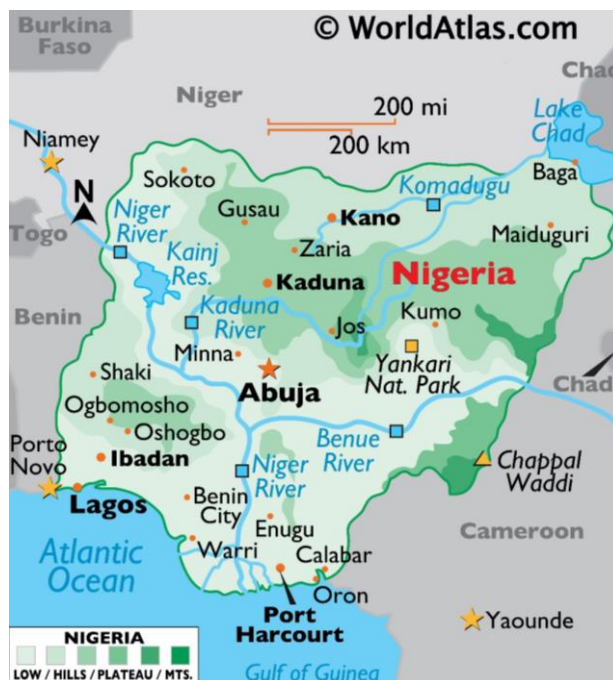 © WorldAtlas.com
Burkina
Faso
Niger
Chad
200 mi
200 km
Lake
Chad
Niamey
Baga
Sokoto
Komadugu
N
Gusau
Kano
Niger
River
Maiduguri
Togo
Zaria
Kainj
Res.
Kaduna
Nigeria
Benin
Kaduna
River
Jos
Kumo
Minna
Yankari
Nat. Park
Shaki
Abuja
Chad
Ogbomosho
Oshogbo
Benue
River
Porto
Novo
Ibadan
Niger
River
Chappal
Waddi
Lagos
Benin
City
Enugu
Cameroon
Atlantic
Ocean
Warri
Calabar
Oron
Port
Harcourt
Yaounde
NIGERIA
LOW / HILLS / PLATEAU / MTS.
Gulf of Guinea